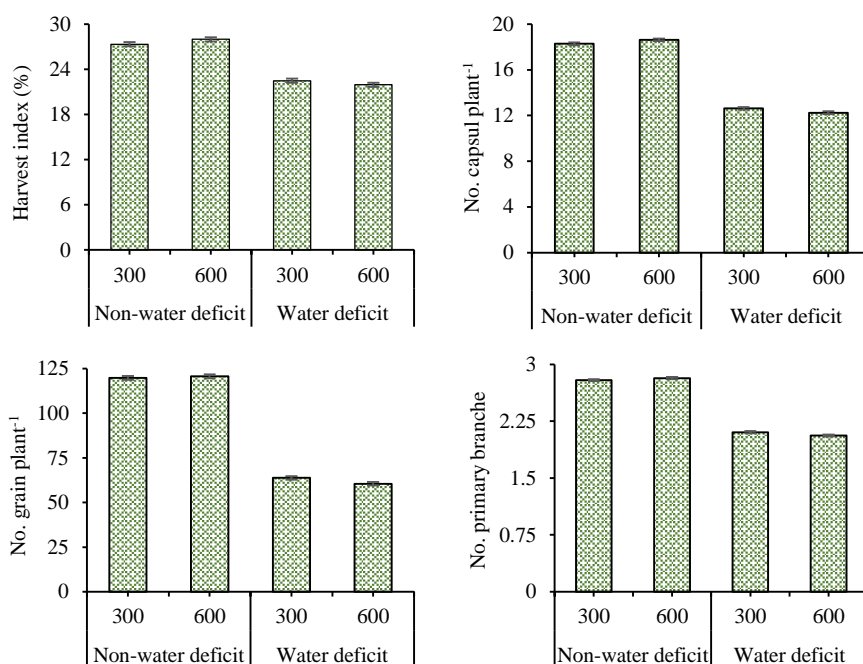 Harvest index (%)
30
24
18
12
6
0
300 600 300 600
Non-water deficit Water deficit
No. capsul plant-1
20
16
12
8
4
0
300 600 300 600
Non-water deficit Water deficit
No. grain plant-1
125
100
75
50
25
0
300 600 300 600
Non-water deficit Water deficit
No. primary branche
3
2.25
1.5
0.75
0
300 600 300 600
Non-water deficit Water deficit